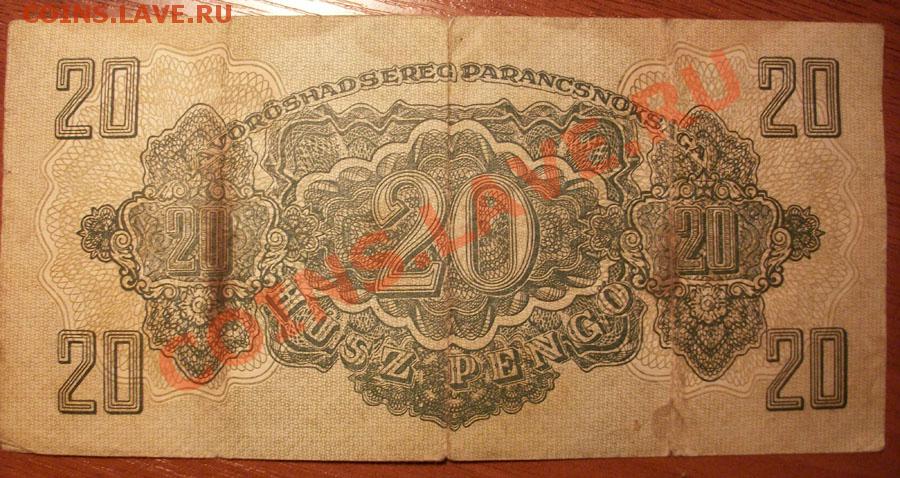 COINS.LAVE.RU
20 20
A VÖRÖSHADSEREG PARANCSNOKSÁGA
20 20 20
HUSZ PENGŐ
20 20
COINS.LAVE.RU